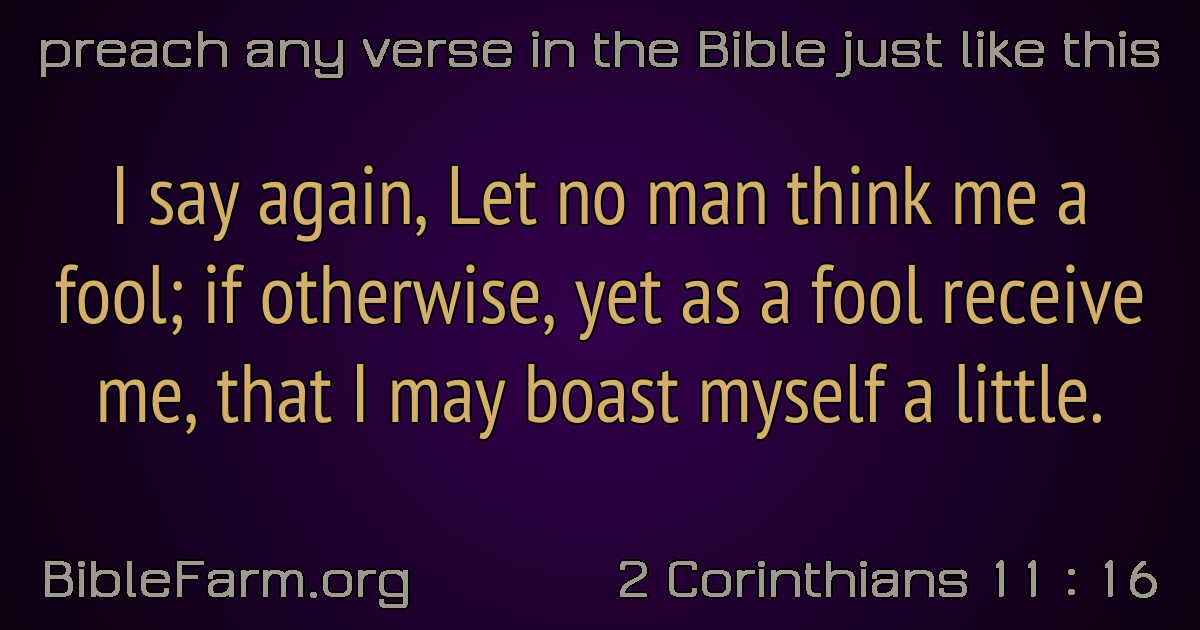 preach any verse in the Bible just like this
I say again, Let no man think me a
fool; if otherwise, yet as a fool receive
me, that I may boast myself a little.
BibleFarm.org
2 Corinthians 11 : 16